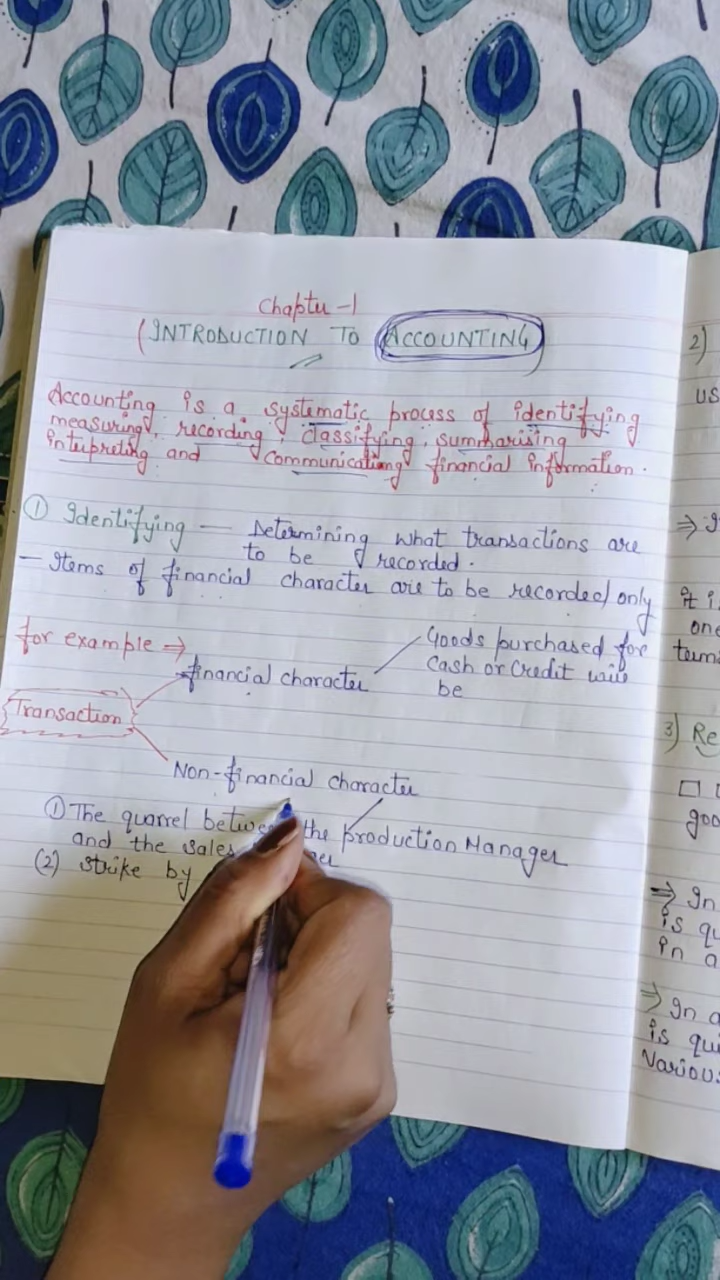 Chapter -1
(INTRODUCTION TO ACCOUNTING
Accounting is a systematic process of identifying
measuring, recording, classifying, summarising
interpreting and communicating financial information.
① Identifying — Determining what transactions are
to be recorded.
- Items of financial character are to be recorded only
for example ⇒
Goods purchased for
financial character
cash or credit will
be
Transaction
Non-financial character
① The quarrel between the production Manager
and the sales
(2) strike by
2)
US
⇒
it i
one
term
3) Re
□
goo
⇒ In
is qu
in a
⇒ In a
is qui
Various